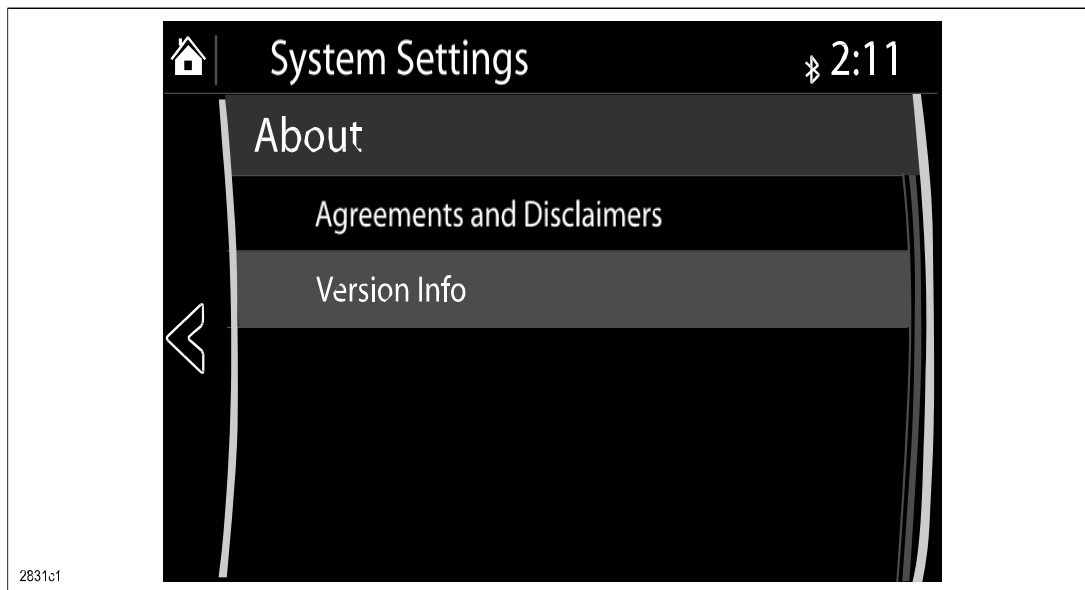 System Settings
2:11
About
Agreements and Disclaimers
Version Info
2831c1